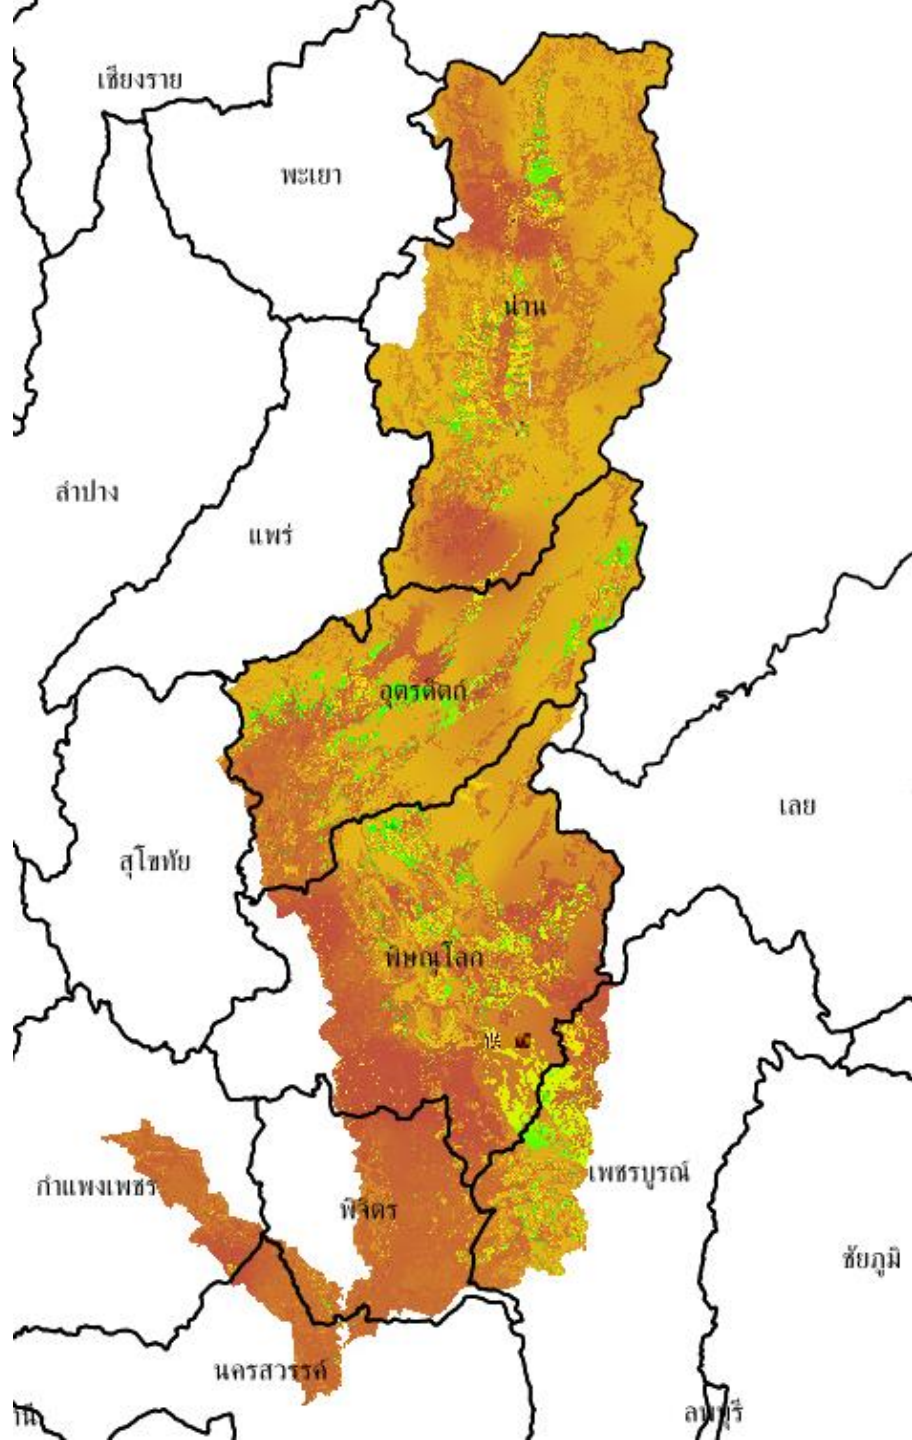 เชียงราย
พะเยา
น่าน
ลำปาง
แพร่
อุตรดิตถ์
เลย
สุโขทัย
พิษณุโลก
เพชรบูรณ์
กำแพงเพชร
พิจิตร
ชัยภูมิ
นครสวรรค์
ลพบุรี